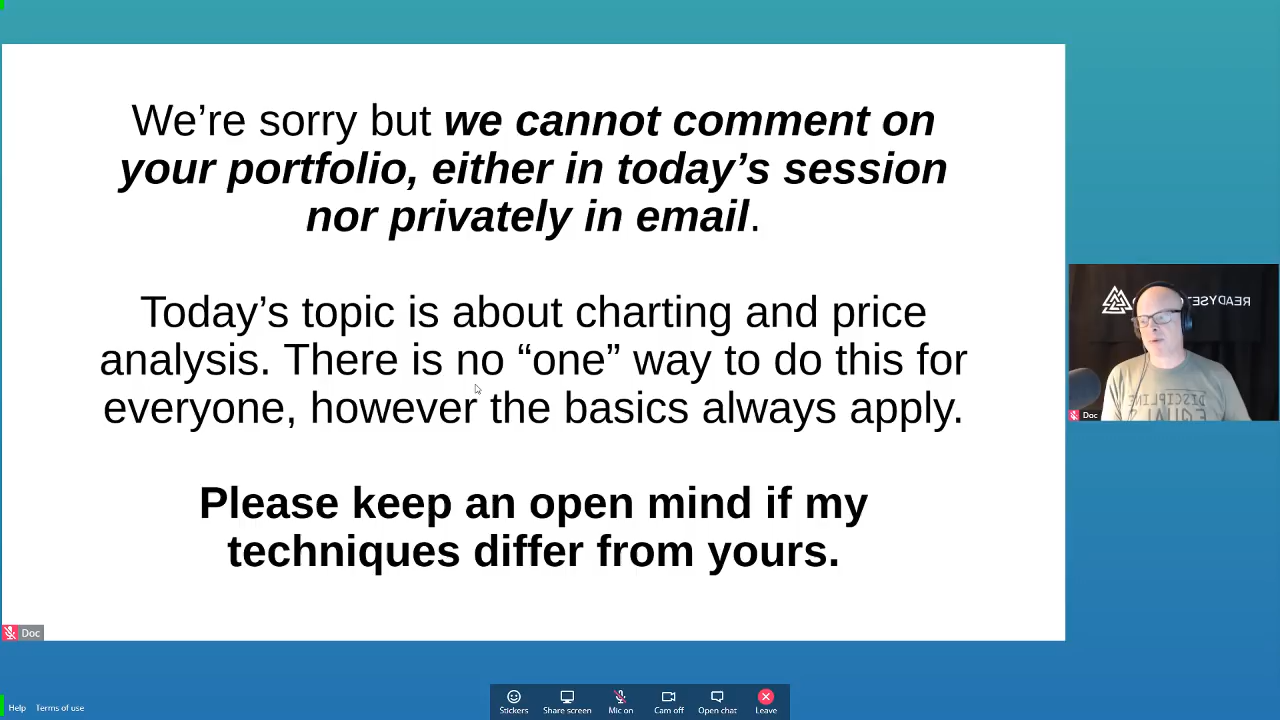 We’re sorry but we cannot comment on
your portfolio, either in today’s session
nor privately in email.
Today’s topic is about charting and price
analysis. There is no “one” way to do this for
everyone, however the basics always apply.
Please keep an open mind if my
techniques differ from yours.
Doc
READYSET
DISCIPLINE
EQUALS
Doc
Help
Terms of use
Stickers
Share screen
Mic on
Cam off
Open chat
Leave